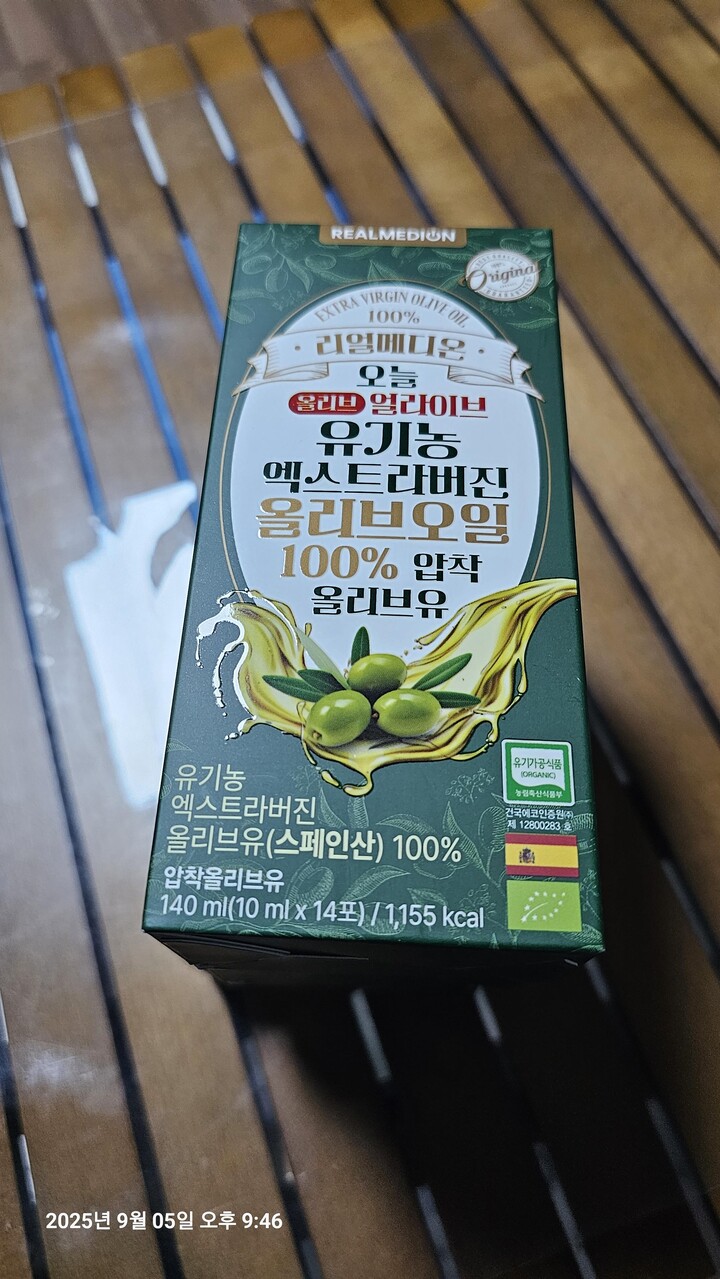 REALMEDION
Original
EXTRA VIRGIN OLIVE OIL
100%
· 리얼메디온 ·
오늘
올리브 얼라이브
유기농
엑스트라버진
올리브오일
100% 압착
올리브유
유기가공식품
(ORGANIC)
농림축산식품부
건국에코인증원(주)
제 12800283 호
유기농
엑스트라버진
올리브유(스페인산) 100%
압착올리브유
140 ml(10 ml x 14포) / 1,155 kcal
2025년 9월 05일 오후 9:46